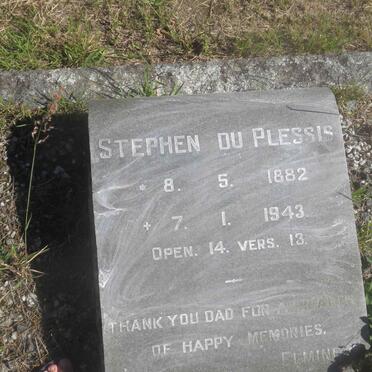 STEPHEN DU PLESSIS
* 8. 5. 1882
+ 7. 1. 1943.
OPEN. 14. VERS. 13.
—
THANK YOU DAD FOR
OF HAPPY MEMORIES.